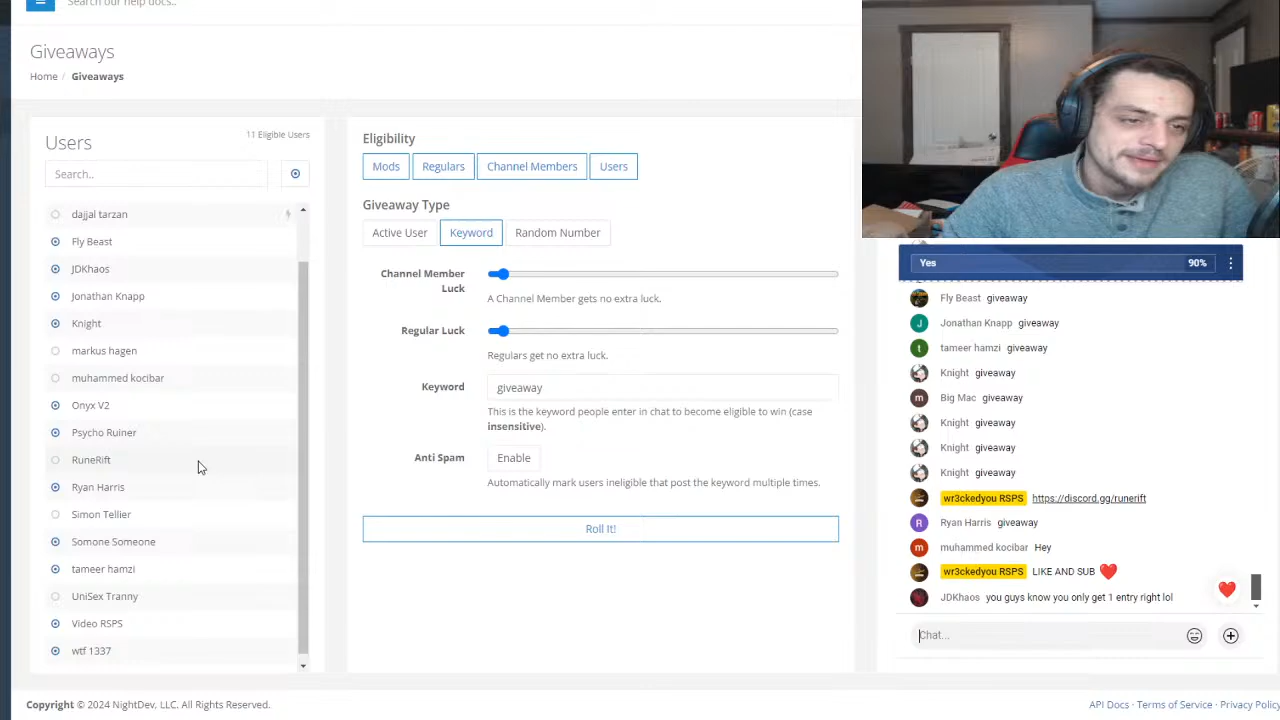 Search our help docs..
Giveaways
Home / Giveaways
Users
11 Eligible Users
Search..
dajjal tarzan
Fly Beast
JDKhaos
Jonathan Knapp
Knight
markus hagen
muhammed kocibar
Onyx V2
Psycho Ruiner
RuneRift
Ryan Harris
Simon Tellier
Somone Someone
tameer hamzi
UniSex Tranny
Video RSPS
wtf 1337
Eligibility
Mods Regulars Channel Members Users
Giveaway Type
Active User Keyword Random Number
Channel Member
Luck
A Channel Member gets no extra luck.
Regular Luck
Regulars get no extra luck.
Keyword
giveaway
This is the keyword people enter in chat to become eligible to win (case
insensitive).
Anti Spam
Enable
Automatically mark users ineligible that post the keyword multiple times.
Roll It!
Yes 90%
Fly Beast giveaway
J Jonathan Knapp giveaway
t tameer hamzi giveaway
Knight giveaway
m Big Mac giveaway
Knight giveaway
Knight giveaway
Knight giveaway
wr3ckedyou RSPS https://discord.gg/runerift
R Ryan Harris giveaway
m muhammed kocibar Hey
wr3ckedyou RSPS LIKE AND SUB ❤️
JDKhaos you guys know you only get 1 entry right lol
Chat...
Copyright © 2024 NightDev, LLC. All Rights Reserved.
API Docs · Terms of Service · Privacy Policy